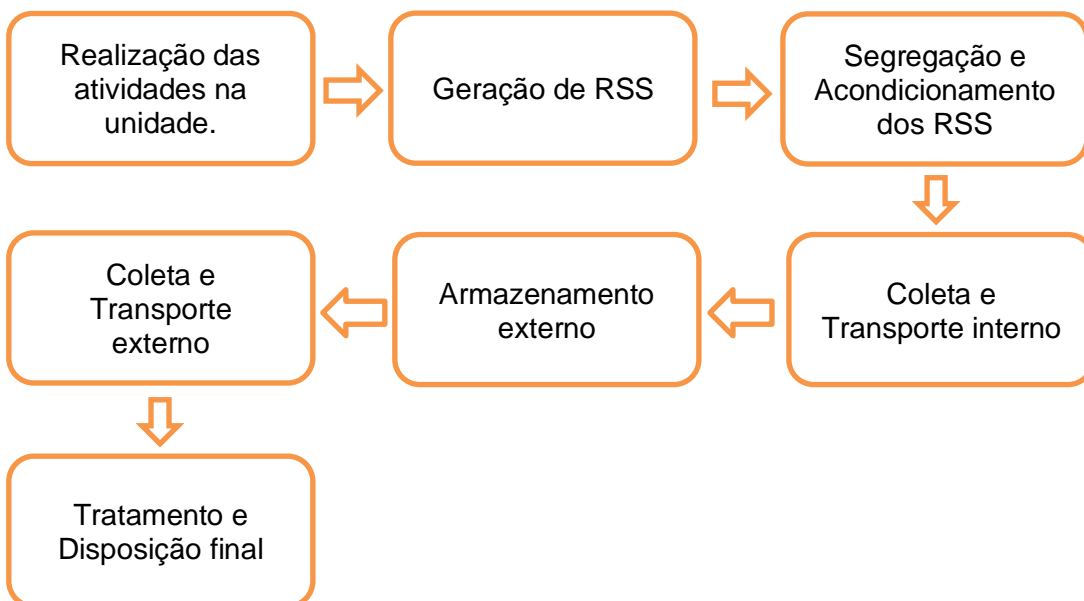 Realização das
atividades na
unidade.
Geração de RSS
Segregação e
Acondicionamento
dos RSS
Coleta e
Transporte interno
Armazenamento
externo
Coleta e
Transporte
externo
Tratamento e
Disposição final